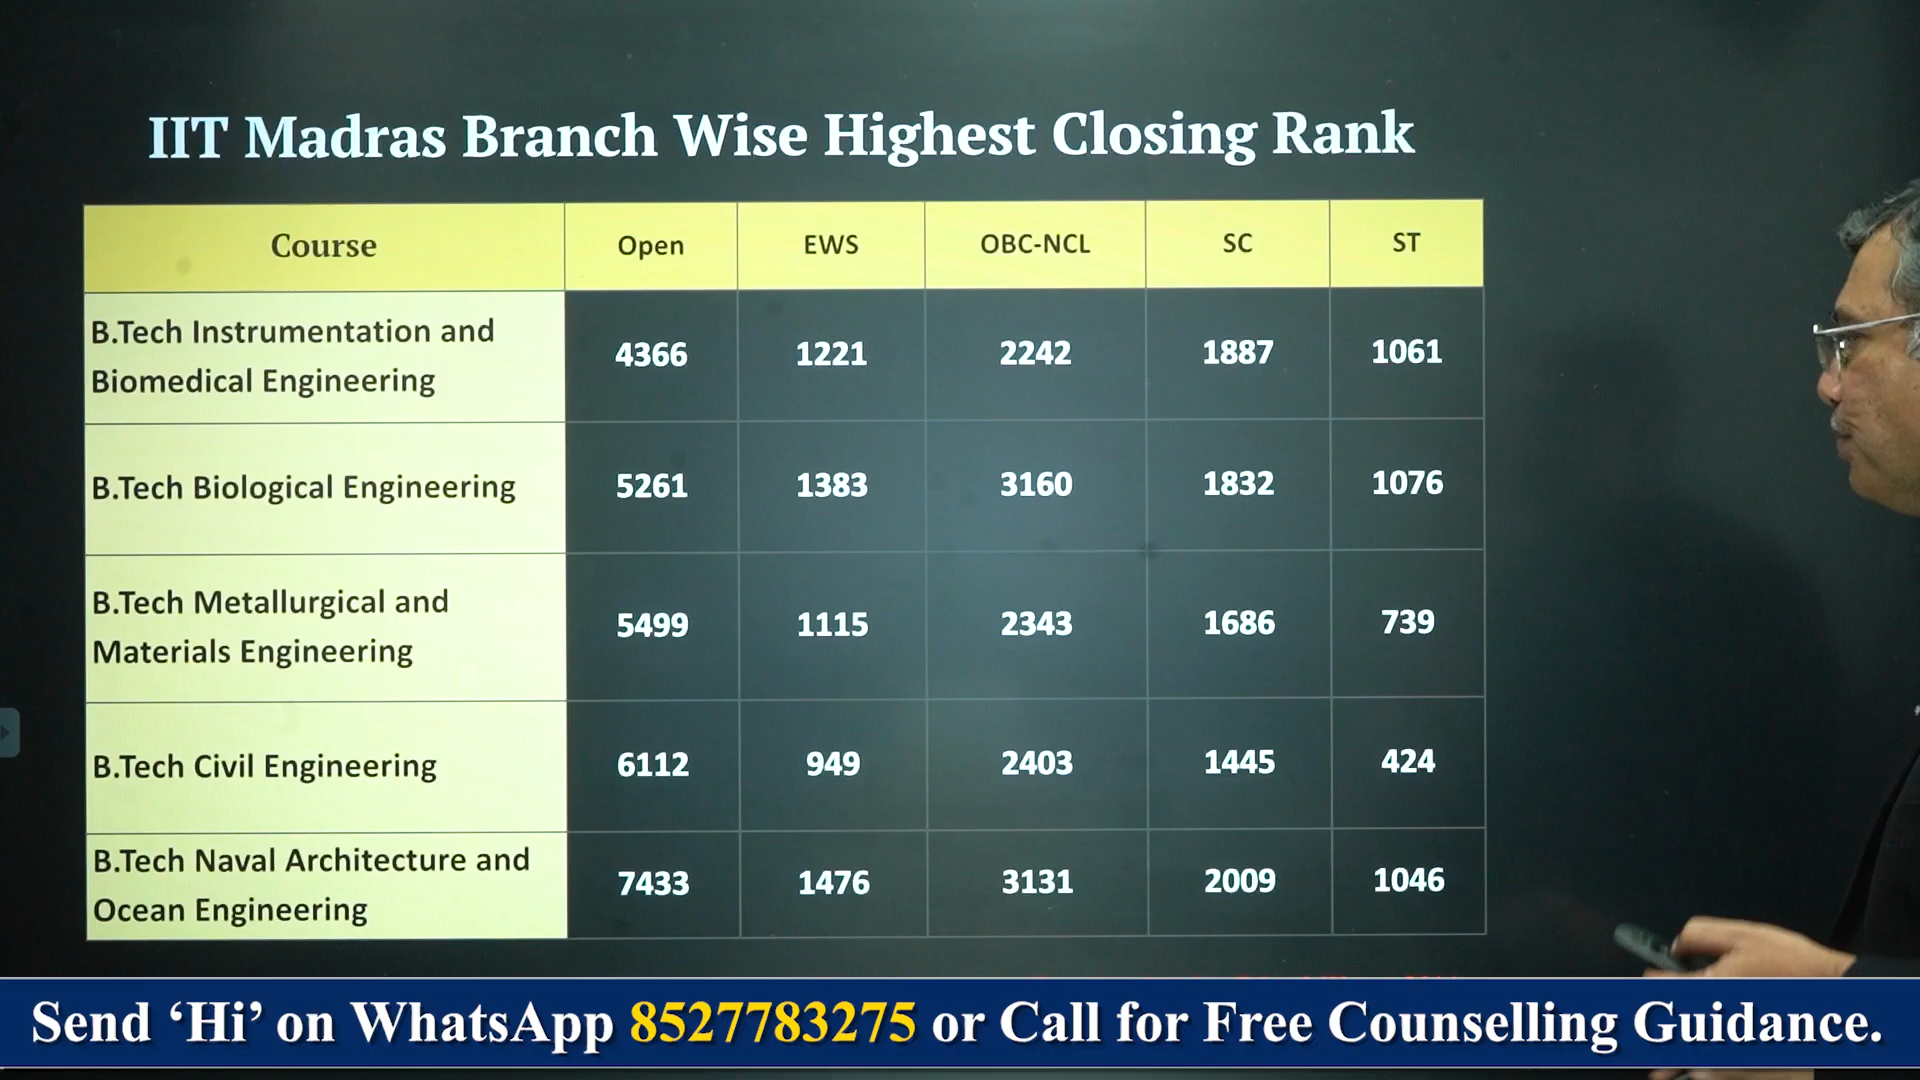 IIT Madras Branch Wise Highest Closing Rank
Course Open EWS OBC-NCL SC ST
B.Tech Instrumentation and
Biomedical Engineering
4366 1221 2242 1887 1061
B.Tech Biological Engineering 5261 1383 3160 1832 1076
B.Tech Metallurgical and
Materials Engineering
5499 1115 2343 1686 739
B.Tech Civil Engineering 6112 949 2403 1445 424
B.Tech Naval Architecture and
Ocean Engineering
7433 1476 3131 2009 1046
Send ‘Hi’ on WhatsApp 8527783275 or Call for Free Counselling Guidance.